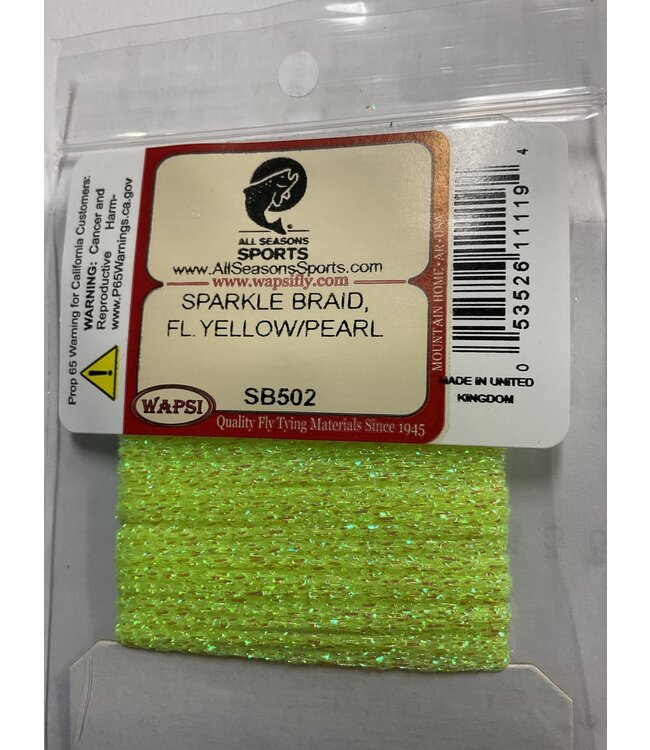 Prop 65 Warning for California Customers:
WARNING: Cancer and
Reproductive Harm-
www.P65Warnings.ca.gov
ALL SEASONS
SPORTS
www.AllSeasonsSports.com
www.wapsifly.com
SPARKLE BRAID,
FL.YELLOW/PEARL
SB502
WAPSI
Quality Fly Tying Materials Since 1945
MOUNTAIN HOME·AR·USA
0 53526 11119 4
MADE IN UNITED
KINGDOM